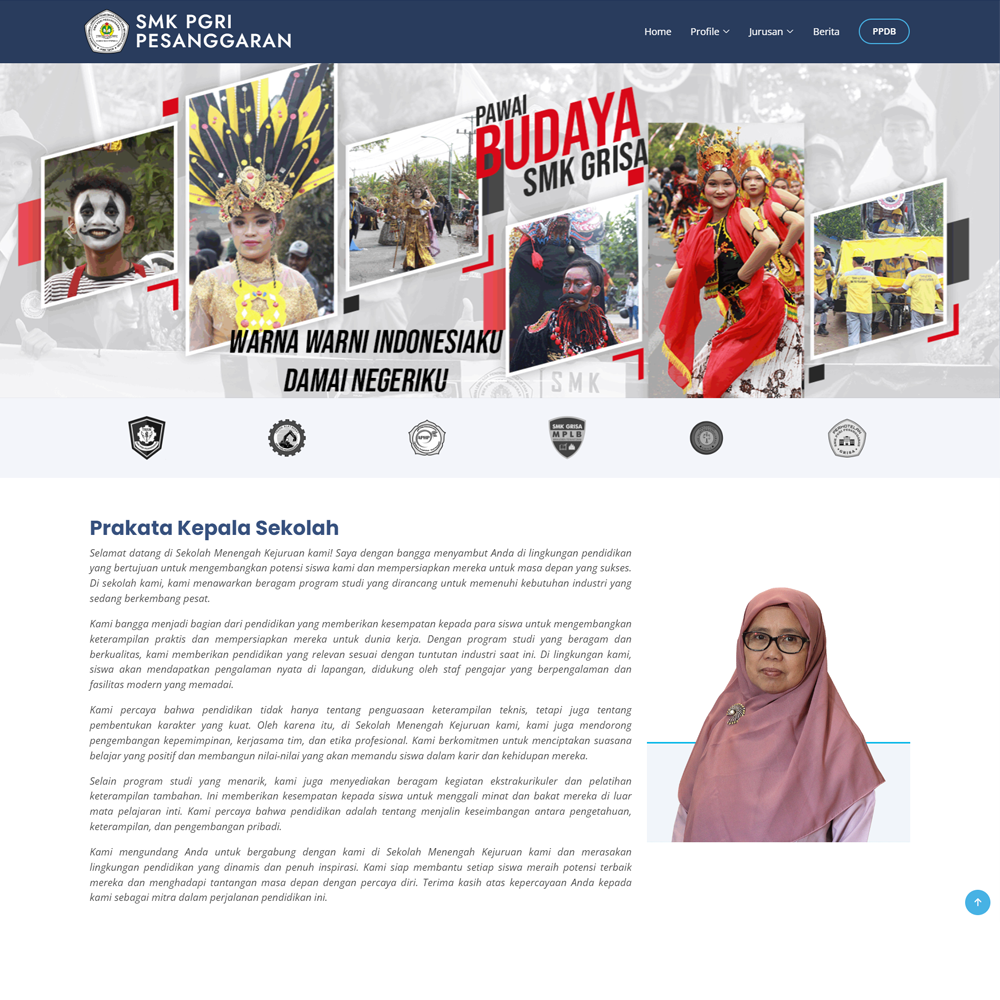 SMK PGRI
PESANGGARAN
Home
Profile
Jurusan
Berita
PPDB
PAWAI
BUDAYA
SMK GRISA
WARNA WARNI INDONESIAKU
DAMAI NEGERIKU
SMK
SMK GRISA
MPLB
PERHOTELAN
GRISA
Prakata Kepala Sekolah
Selamat datang di Sekolah Menengah Kejuruan kami! Saya dengan bangga menyambut Anda di lingkungan pendidikan
yang bertujuan untuk mengembangkan potensi siswa kami dan mempersiapkan mereka untuk masa depan yang sukses.
Di sekolah kami, kami menawarkan beragam program studi yang dirancang untuk memenuhi kebutuhan industri yang
sedang berkembang pesat.
Kami bangga menjadi bagian dari pendidikan yang memberikan kesempatan kepada para siswa untuk mengembangkan
keterampilan praktis dan mempersiapkan mereka untuk dunia kerja. Dengan program studi yang beragam dan
berkualitas, kami memberikan pendidikan yang relevan sesuai dengan tuntutan industri saat ini. Di lingkungan kami,
siswa akan mendapatkan pengalaman nyata di lapangan, didukung oleh staf pengajar yang berpengalaman dan
fasilitas modern yang memadai.
Kami percaya bahwa pendidikan tidak hanya tentang penguasaan keterampilan teknis, tetapi juga tentang
pembentukan karakter yang kuat. Oleh karena itu, di Sekolah Menengah Kejuruan kami, kami juga mendorong
pengembangan kepemimpinan, kerjasama tim, dan etika profesional. Kami berkomitmen untuk menciptakan suasana
belajar yang positif dan membangun nilai-nilai yang akan memandu siswa dalam karir dan kehidupan mereka.
Selain program studi yang menarik, kami juga menyediakan beragam kegiatan ekstrakurikuler dan pelatihan
keterampilan tambahan. Ini memberikan kesempatan kepada siswa untuk menggali minat dan bakat mereka di luar
mata pelajaran inti. Kami percaya bahwa pendidikan adalah tentang menjalin keseimbangan antara pengetahuan,
keterampilan, dan pengembangan pribadi.
Kami mengundang Anda untuk bergabung dengan kami di Sekolah Menengah Kejuruan kami dan merasakan
lingkungan pendidikan yang dinamis dan penuh inspirasi. Kami siap membantu setiap siswa meraih potensi terbaik
mereka dan menghadapi tantangan masa depan dengan percaya diri. Terima kasih atas kepercayaan Anda kepada
kami sebagai mitra dalam perjalanan pendidikan ini.